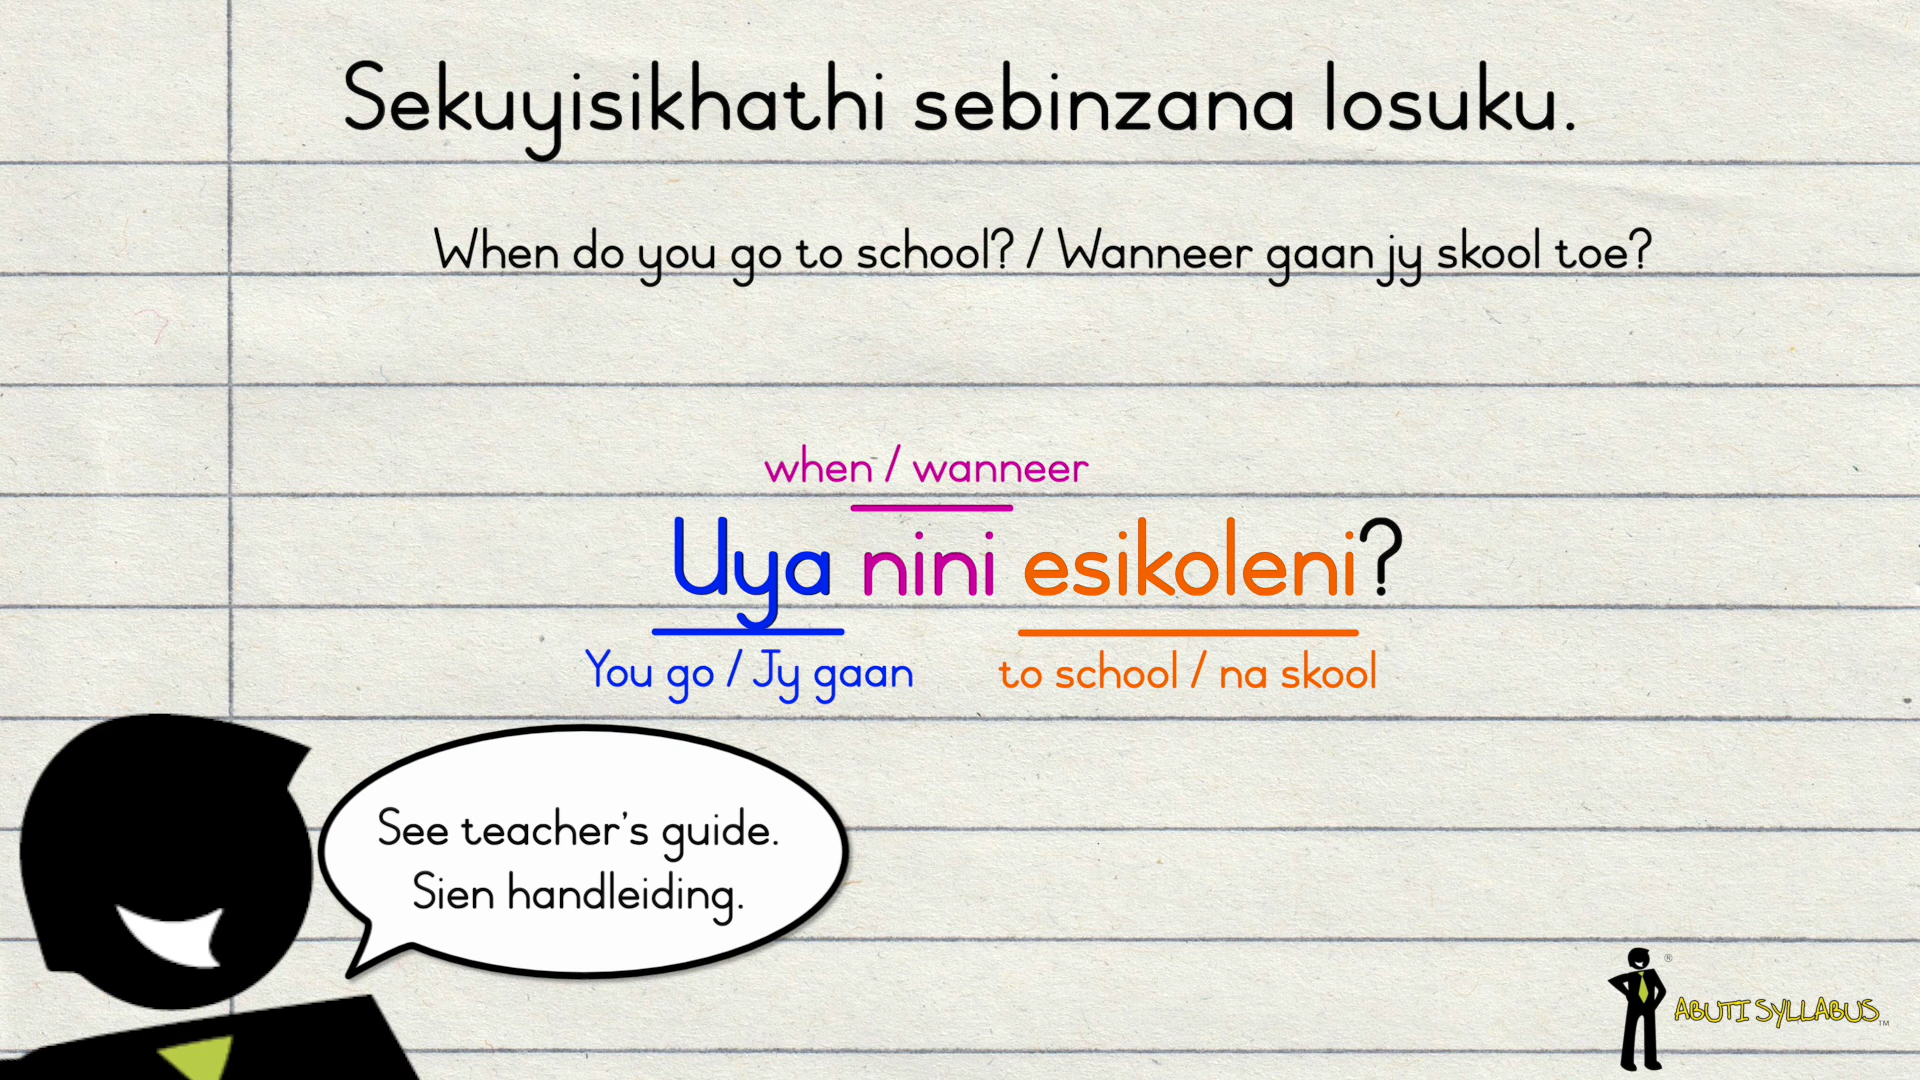 Sekuyisikhathi sebinzana losuku.
When do you go to school? / Wanneer gaan jy skool toe?
when / wanneer
Uya nini esikoleni?
You go / Jy gaan to school / na skool
See teacher's guide.
Sien handleiding.
®
ABUTI SYLLABUS ™